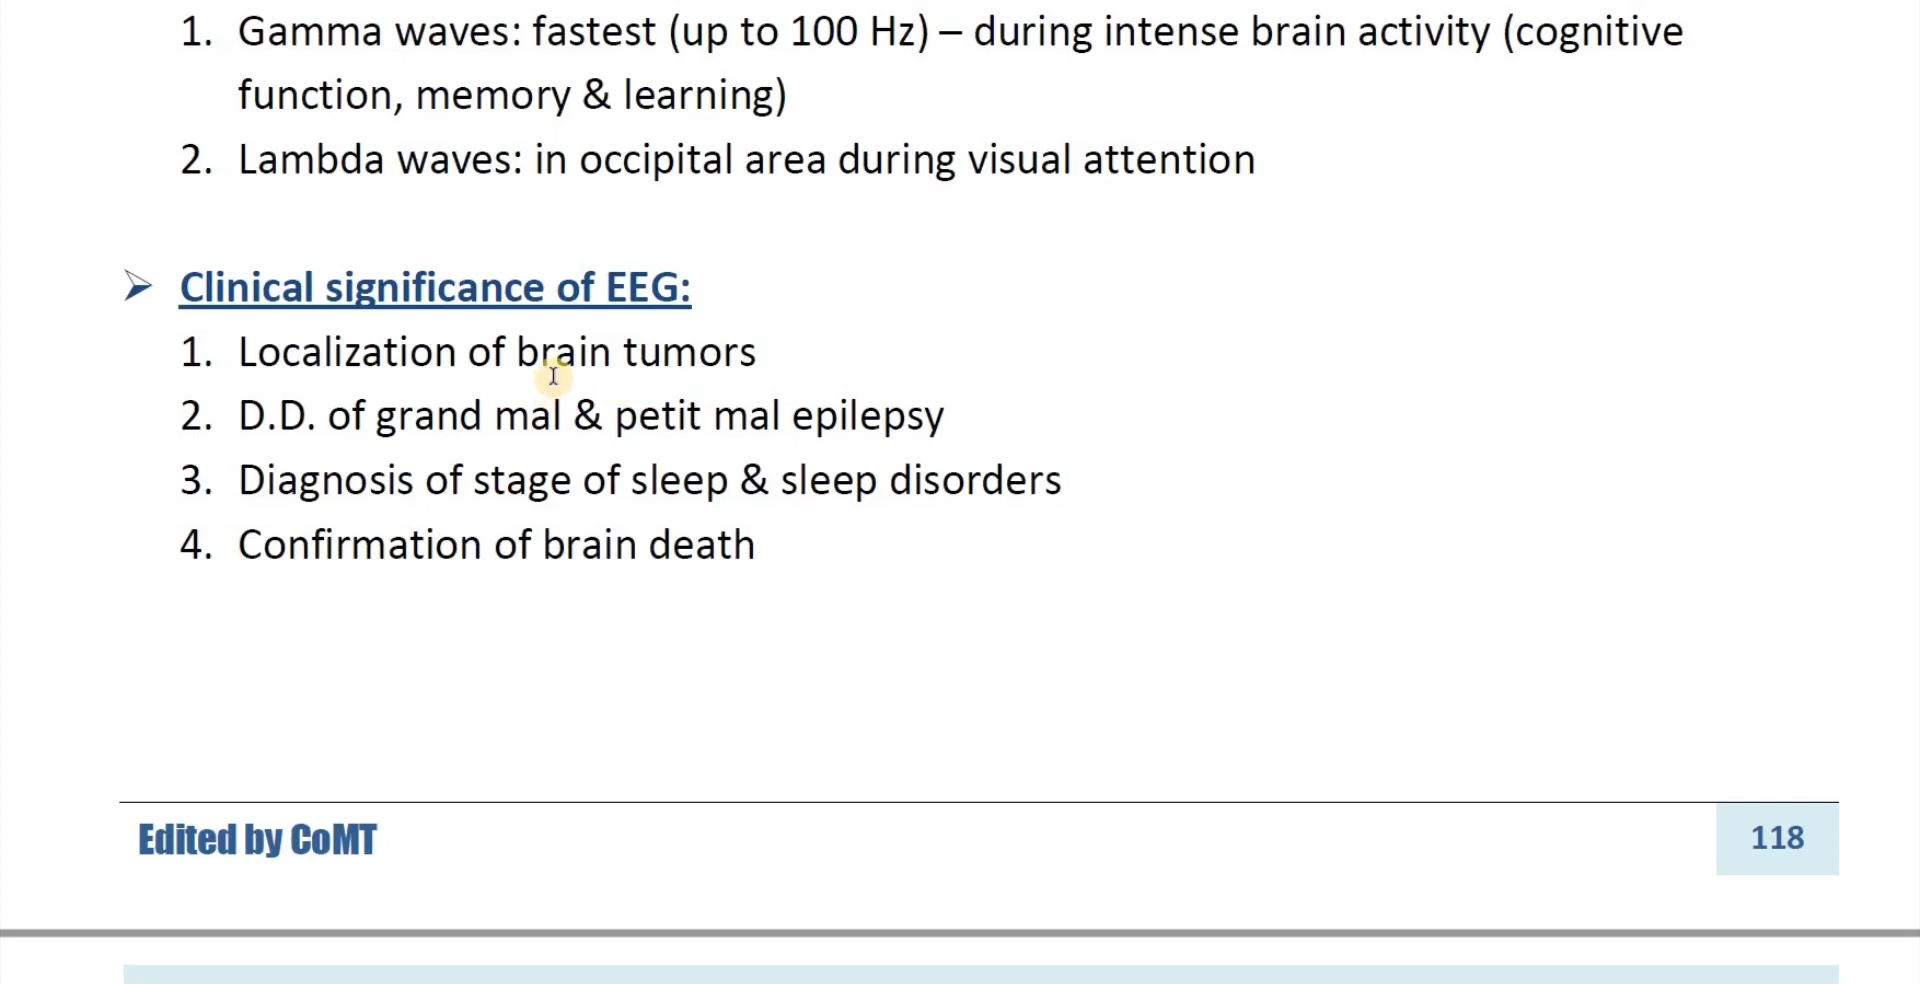 1. Gamma waves: fastest (up to 100 Hz) – during intense brain activity (cognitive
function, memory & learning)
2. Lambda waves: in occipital area during visual attention
➢ Clinical significance of EEG:
1. Localization of brain tumors
2. D.D. of grand mal & petit mal epilepsy
3. Diagnosis of stage of sleep & sleep disorders
4. Confirmation of brain death
Edited by CoMT
118